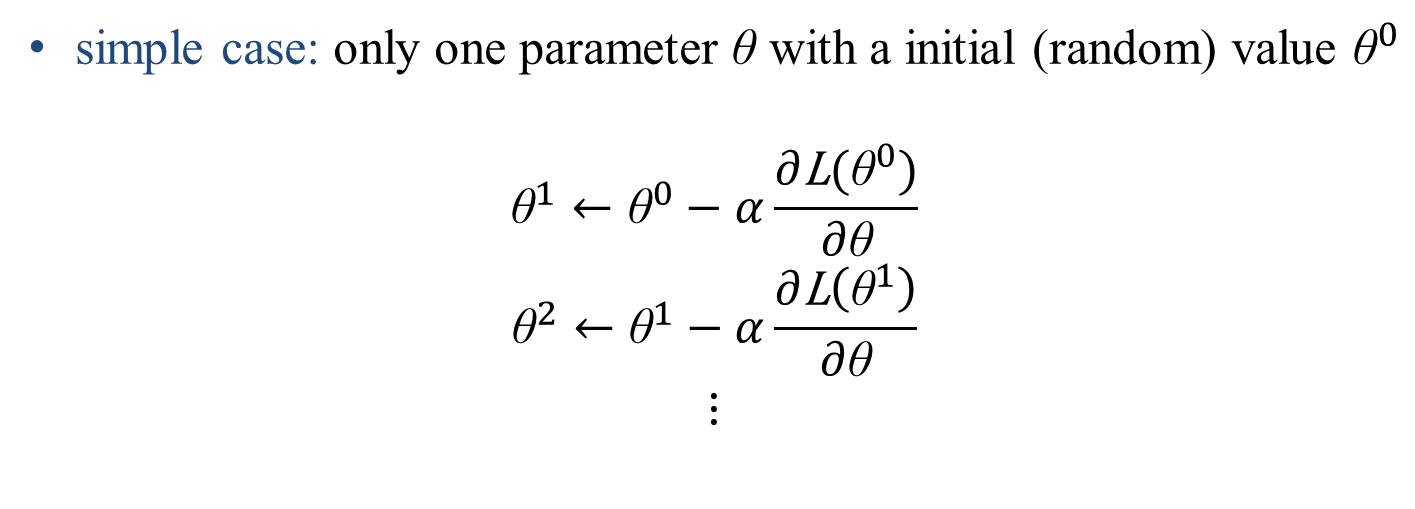 • simple case: only one parameter θ with a initial (random) value θ⁰
θ¹ ← θ⁰ − α ∂L(θ⁰)/∂θ
θ² ← θ¹ − α ∂L(θ¹)/∂θ
⋮